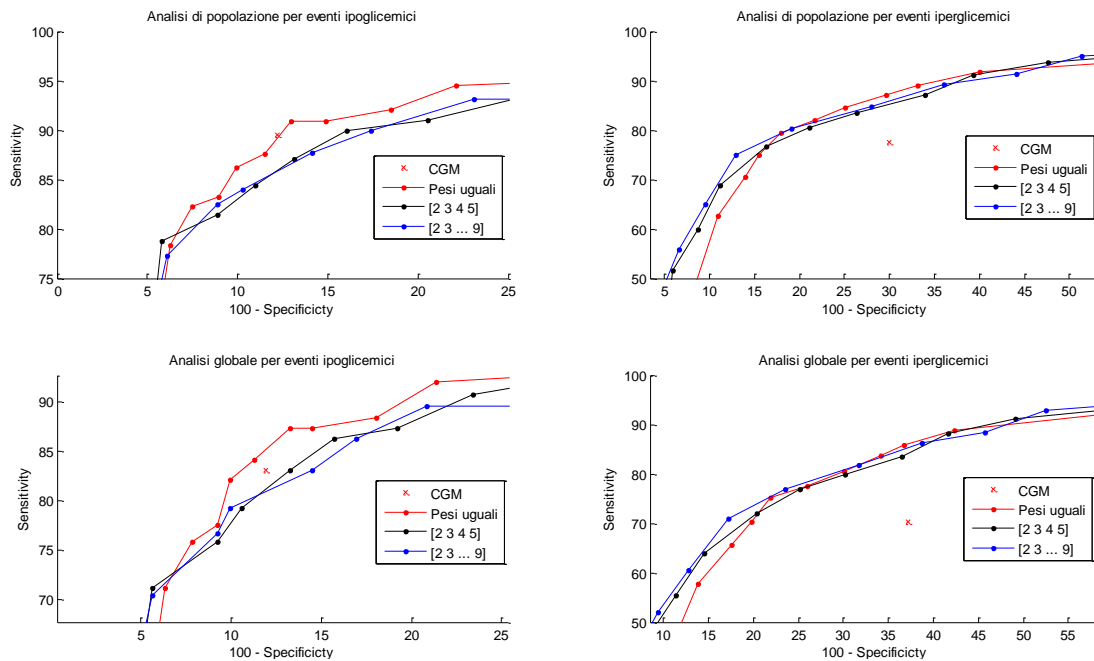 Analisi di popolazione per eventi ipoglicemici
100
95
90
85
80
75
Sensitivity
0
5
10
15
20
25
100 - Specificicty
CGM
Pesi uguali
[2 3 4 5]
[2 3 ... 9]
Analisi di popolazione per eventi iperglicemici
100
90
80
70
60
50
Sensitivity
5
10
15
20
25
30
35
40
45
50
100 - Specificicty
CGM
Pesi uguali
[2 3 4 5]
[2 3 ... 9]
Analisi globale per eventi ipoglicemici
90
85
80
75
70
Sensitivity
5
10
15
20
25
100 - Specificicty
CGM
Pesi uguali
[2 3 4 5]
[2 3 ... 9]
Analisi globale per eventi iperglicemici
100
90
80
70
60
50
Sensitivity
10
15
20
25
30
35
40
45
50
55
100 - Specificicty
CGM
Pesi uguali
[2 3 4 5]
[2 3 ... 9]